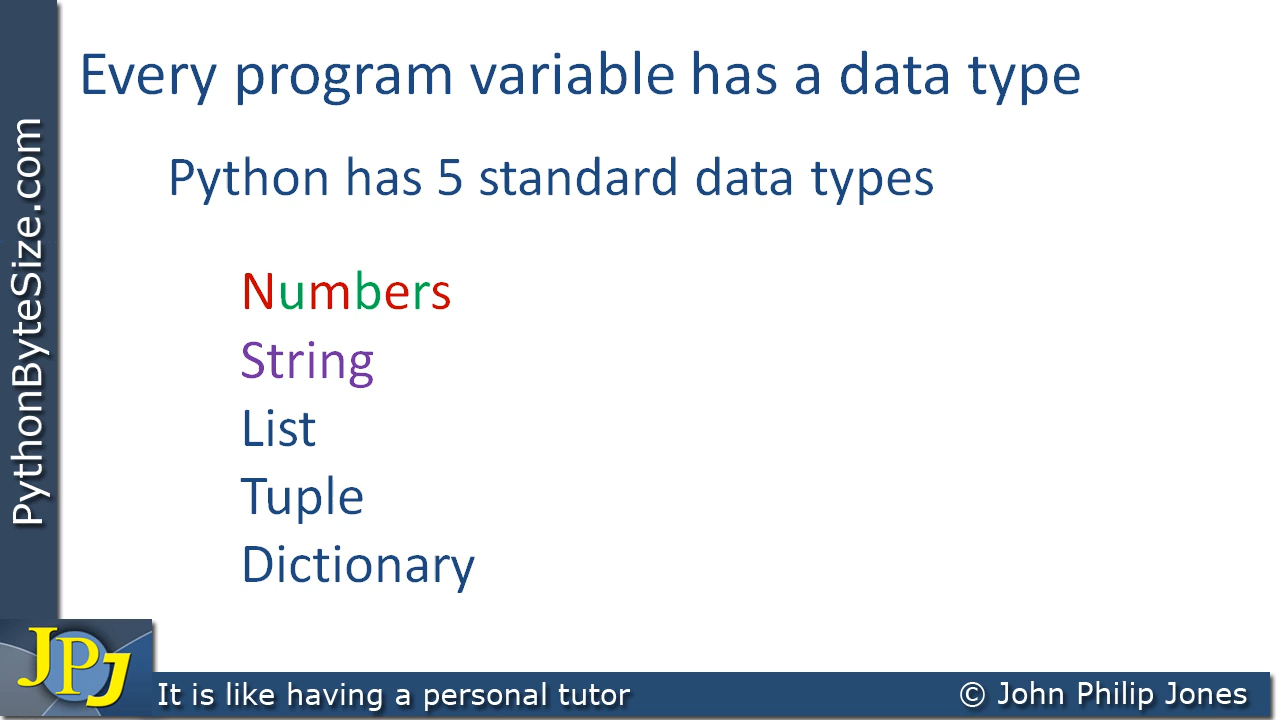 Every program variable has a data type
Python has 5 standard data types
Numbers
String
List
Tuple
Dictionary
PythonByteSize.com
JPJ
It is like having a personal tutor
© John Philip Jones